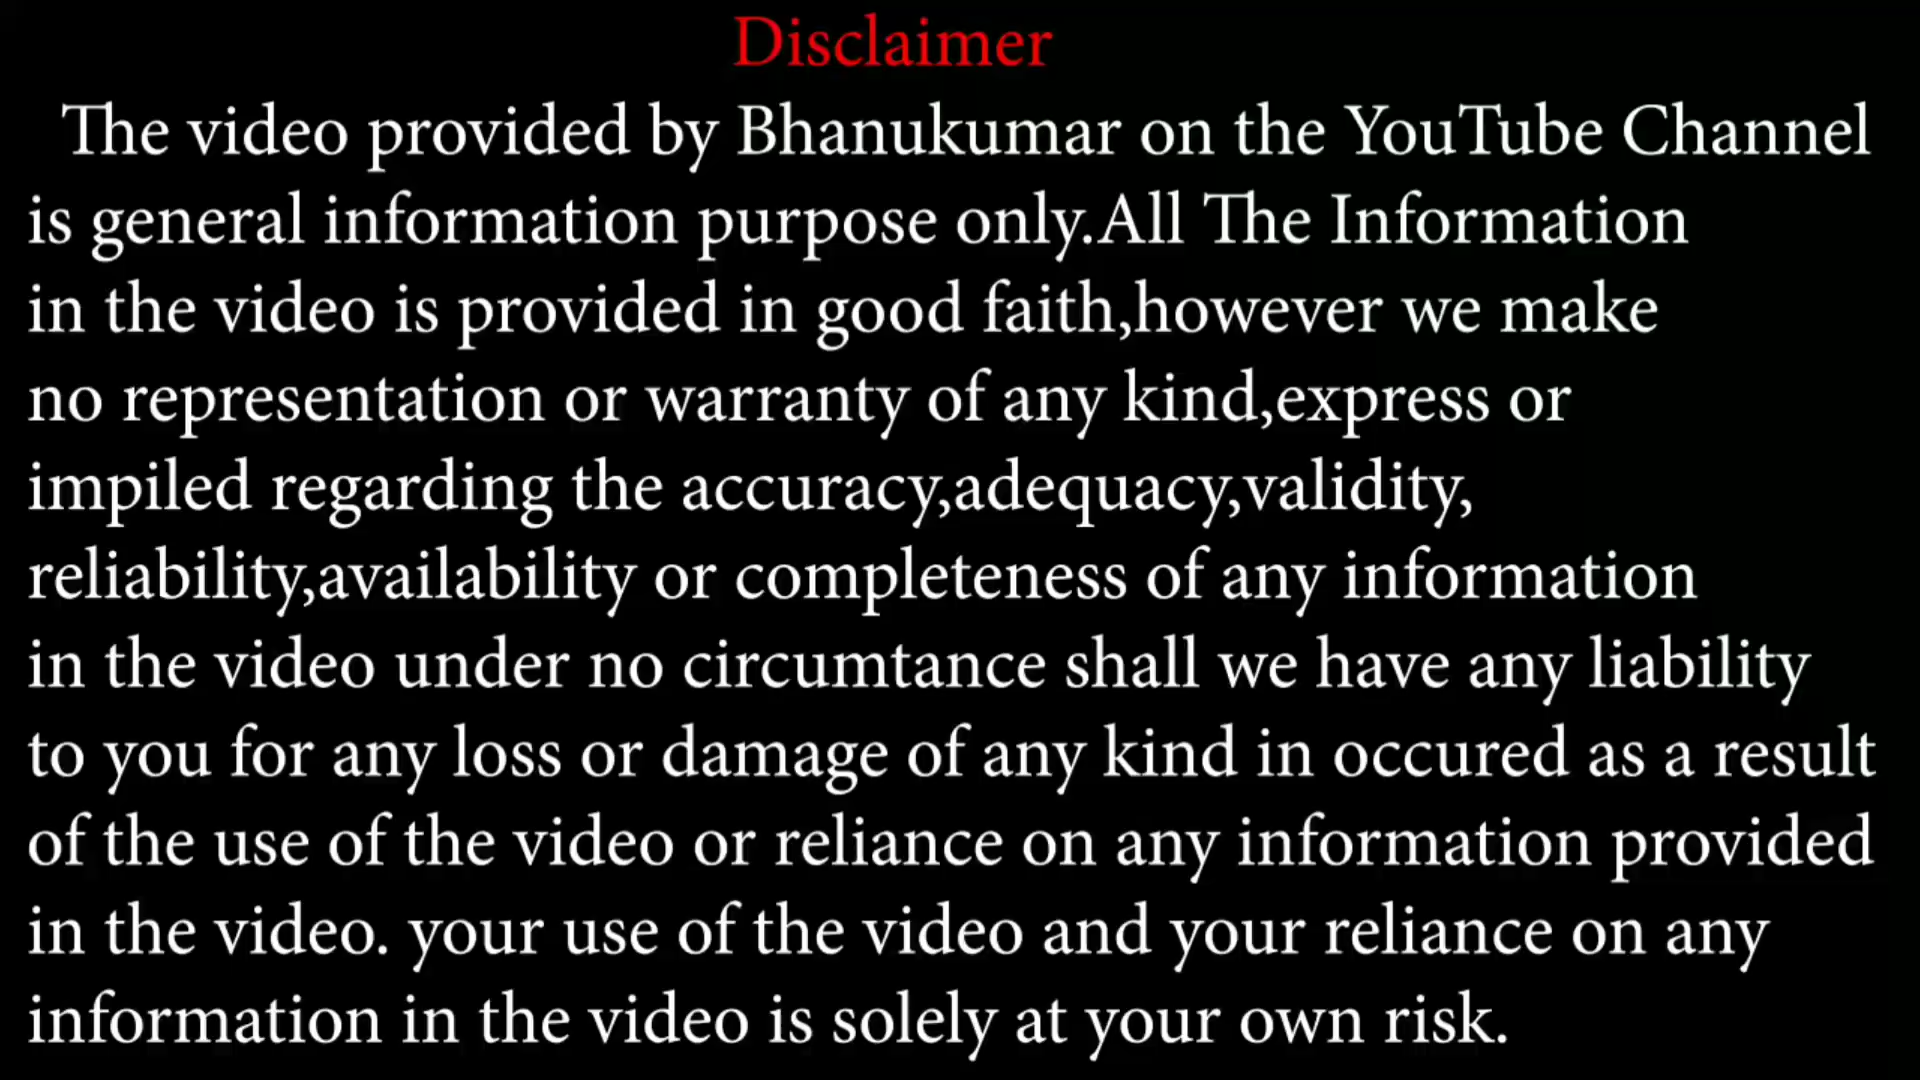 Disclaimer
The video provided by Bhanukumar on the YouTube Channel
is general information purpose only.All The Information
in the video is provided in good faith,however we make
no representation or warranty of any kind,express or
impiled regarding the accuracy,adequacy,validity,
reliability,availability or completeness of any information
in the video under no circumtance shall we have any liability
to you for any loss or damage of any kind in occured as a result
of the use of the video or reliance on any information provided
in the video. your use of the video and your reliance on any
information in the video is solely at your own risk.